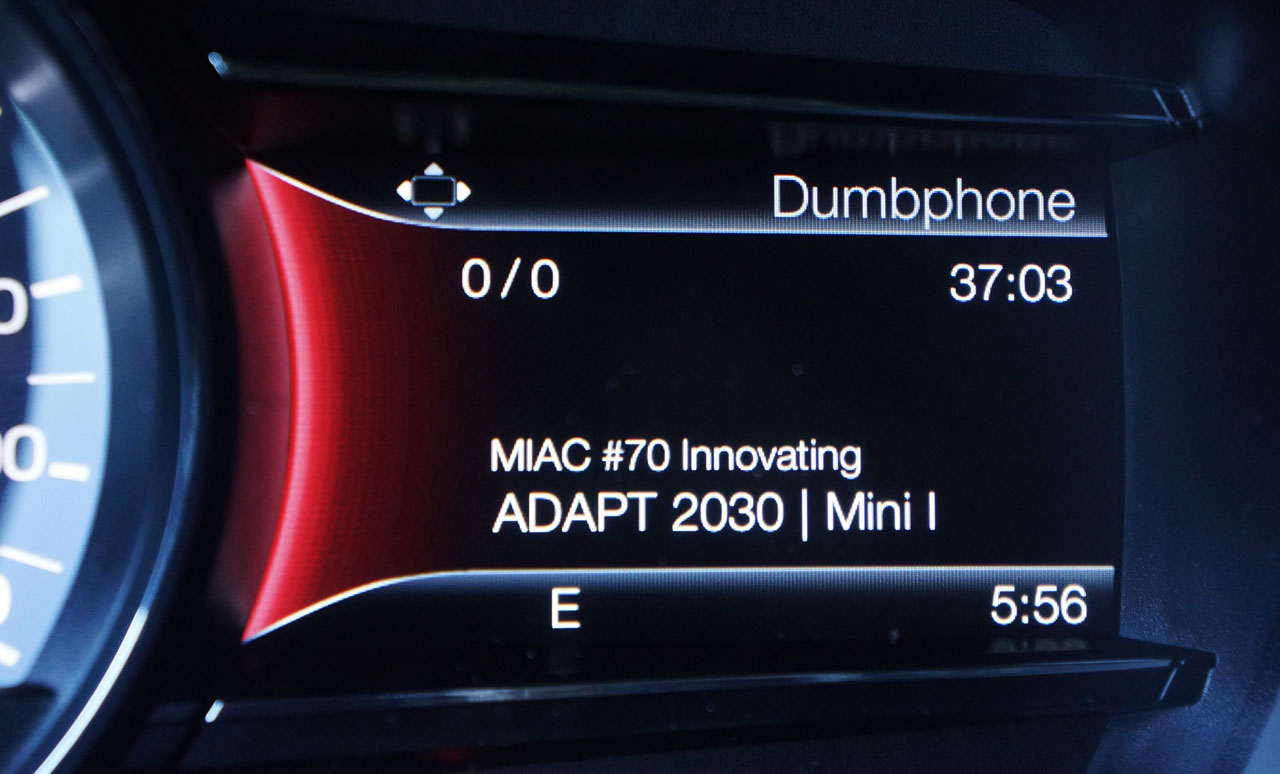 Dumbphone
0/0
37:03
MIAC #70 Innovating
ADAPT 2030 | Mini I
E
5:56